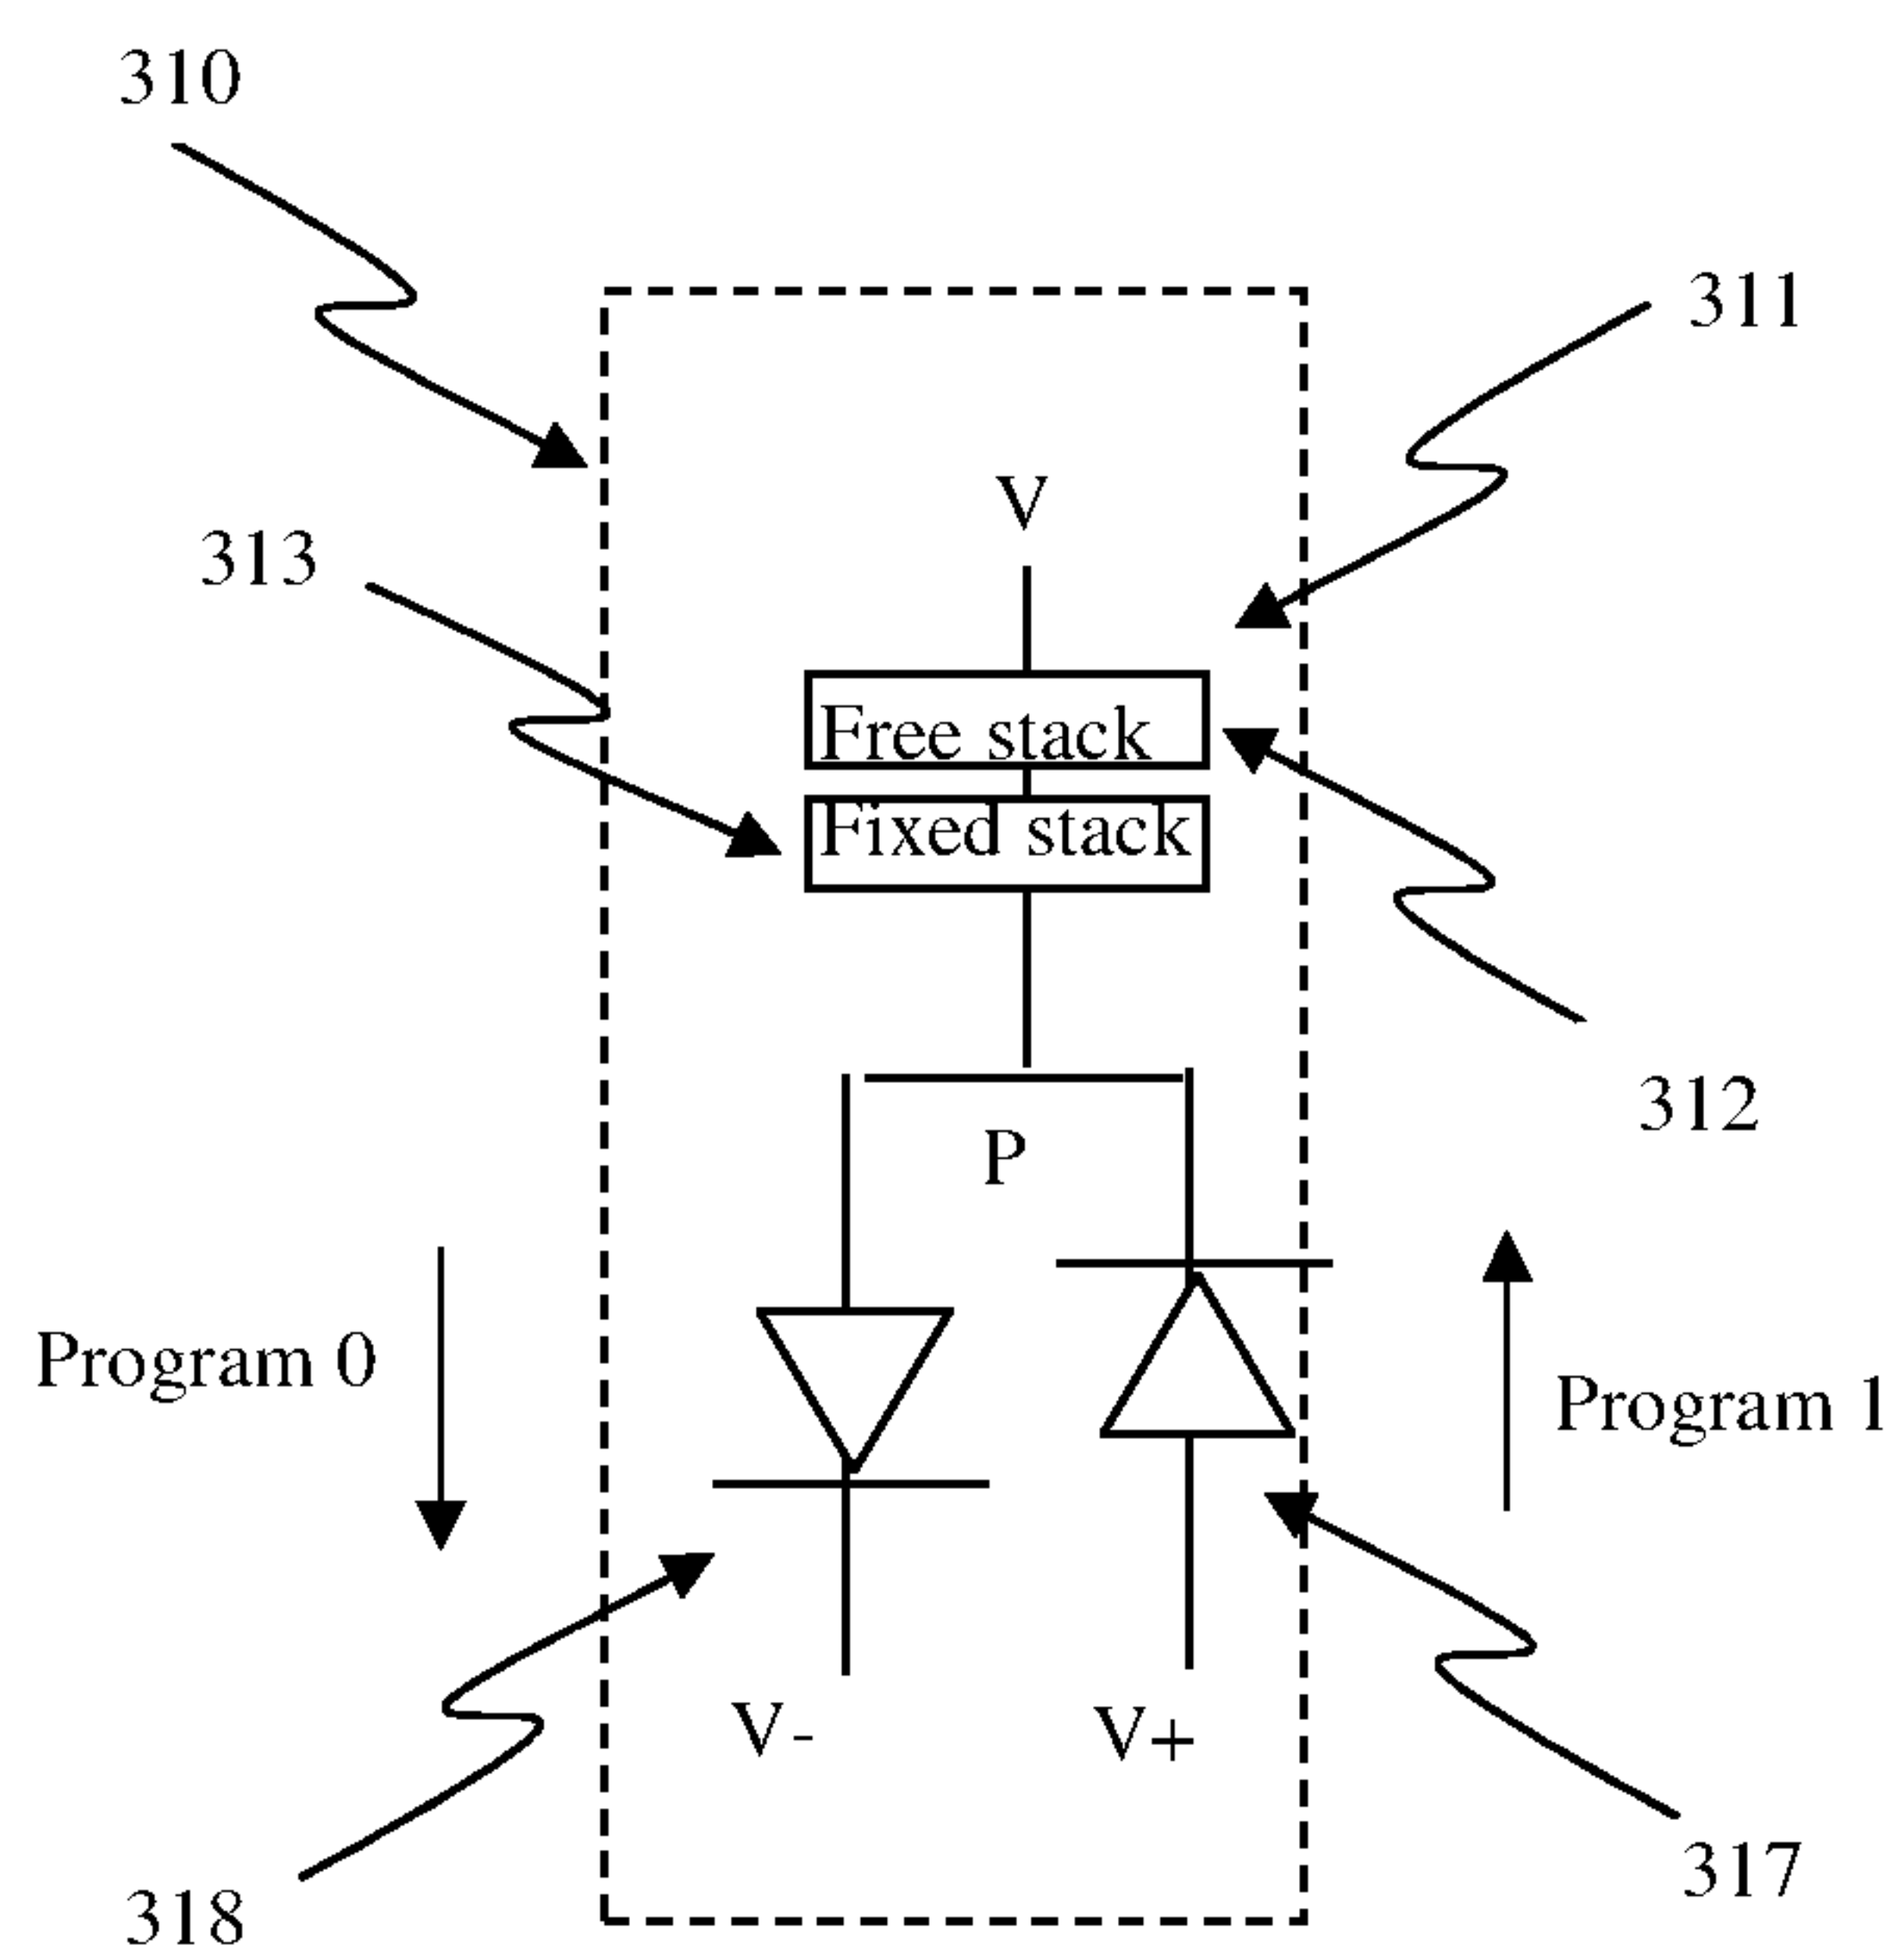 310
311
V
313
Free stack
Fixed stack
312
P
Program 0
Program 1
V-
V+
317
318